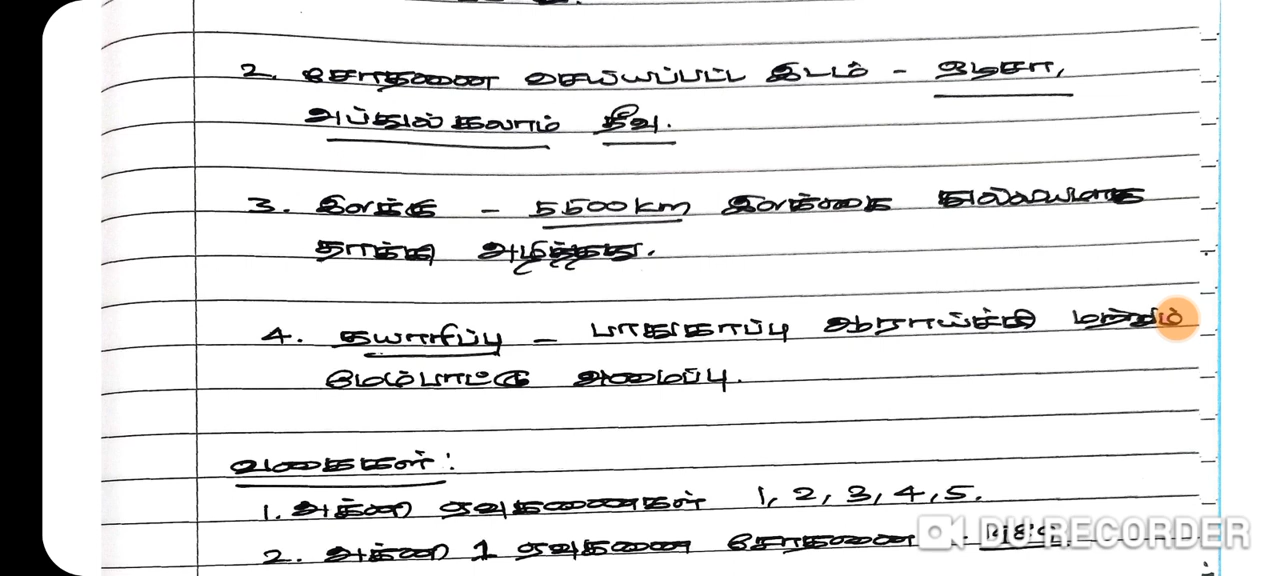 2. சோதனை செய்யப்பட்ட இடம் - ஒடிசா,
அப்துல்கலாம் தீவு.
3. இலக்கு - 5500km இலக்கை துல்லியமாக
தாக்கி அழித்தது.
4. தயாரிப்பு - பாதுகாப்பு ஆராய்ச்சி மற்றும்
மேம்பாட்டு அமைப்பு.
வகைகள் :
1. அக்னி ஏவுகணைகள் 1, 2, 3, 4, 5.
2. அக்னி 1 ஏவுகணை சோதனை -
DU RECORDER